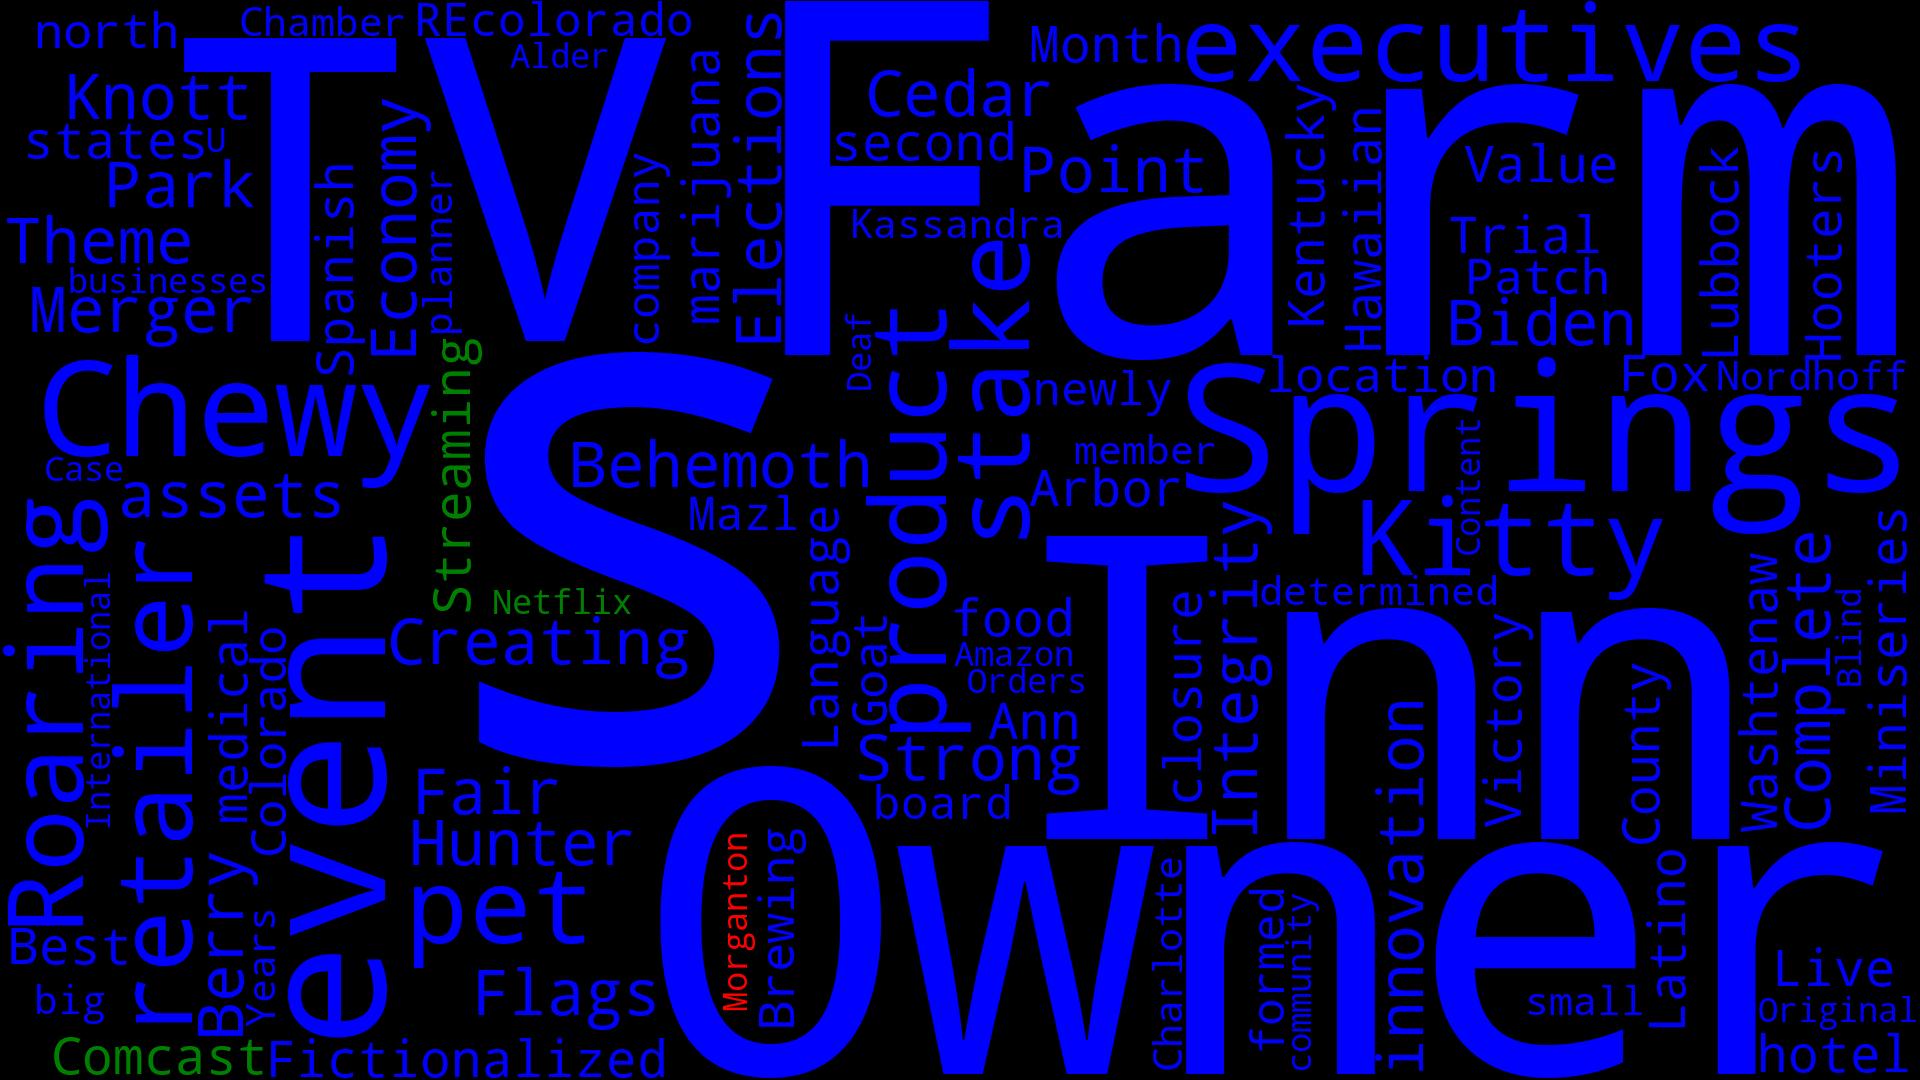 north
Chamber
REcolorado
Alder
TV
Farm
Month
executives
Knott
states
U
Park
Theme
businesses
Merger
Spanish
Economy
planner
company
marijuana
Elections
Cedar
second
Point
Kassandra
Kentucky
Hawaiian
Value
Trial
Patch
Biden
Lubbock
Hooters
Chewy
Case
assets
Streaming
S
Behemoth
Mazl
Deaf
product
stake
newly
member
Arbor
Springs
location
Fox
Nordhoff
Content
Kitty
determined
Roaring
International
retailer
medical
Colorado
event
Netflix
Creating
Language
Goat
food
Amazon
Orders
Ann
Strong
board
Inn
closure
Integrity
Victory
County
Washtenaw
Complete
Blind
Miniseries
Fair
Hunter
pet
Flags
Best
big
Berry
Years
Comcast
Fictionalized
Owner
Morganton
Brewing
Charlotte
formed
community
innovation
small
Latino
Live
Original
hotel